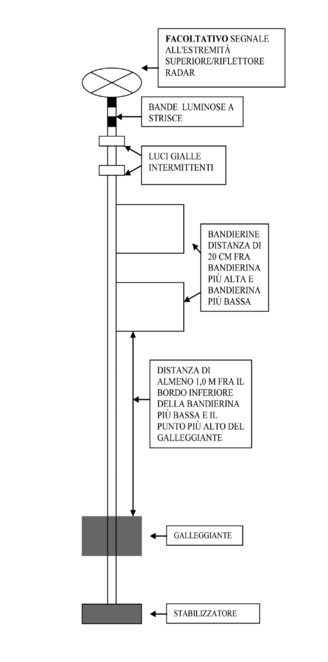 FACOLTATIVO SEGNALE
ALL'ESTREMITÀ
SUPERIORE/RIFLETTORE
RADAR
BANDE LUMINOSE A
STRISCE
LUCI GIALLE
INTERMITTENTI
BANDIERINE
DISTANZA DI
20 CM FRA
BANDIERINA
PIÙ ALTA E
BANDIERINA
PIÙ BASSA
DISTANZA DI
ALMENO 1,0 M FRA IL
BORDO INFERIORE
DELLA BANDIERINA
PIÙ BASSA E IL
PUNTO PIÙ ALTO DEL
GALLEGGIANTE
GALLEGGIANTE
STABILIZZATORE